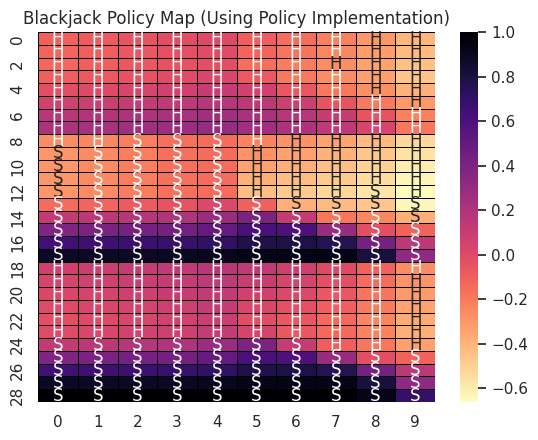 Blackjack Policy Map (Using Policy Implementation)
0 H H H H H H H H H H
H H H H H H H H H H
2 H H H H H H H H H H
H H H H H H H H H H
4 H H H H H H H H H H
H H H H H H H H H H
6 H H H H H H H H H H
H H H H H H H H H H
8 H H S S S H H H H H
S S S S S H H H H H
10 S S S S S H H H H H
S S S S S H H H H H
12 S S S S S H H H S H
S S S S S S S S S S
14 S S S S S S S S S S
S S S S S S S S S S
16 S S S S S S S S S S
S S S S S S S S S S
18 H H H H H H H H H H
H H H H H H H H H H
20 H H H H H H H H H H
H H H H H H H H H H
22 H H H H H H H H H H
H H H H H H H H H H
24 S S S S S S S S S H
S S S S S S S S S S
26 S S S S S S S S S S
S S S S S S S S S S
28 S S S S S S S S S S
0 1 2 3 4 5 6 7 8 9
1.0
0.8
0.6
0.4
0.2
0.0
−0.2
−0.4
−0.6